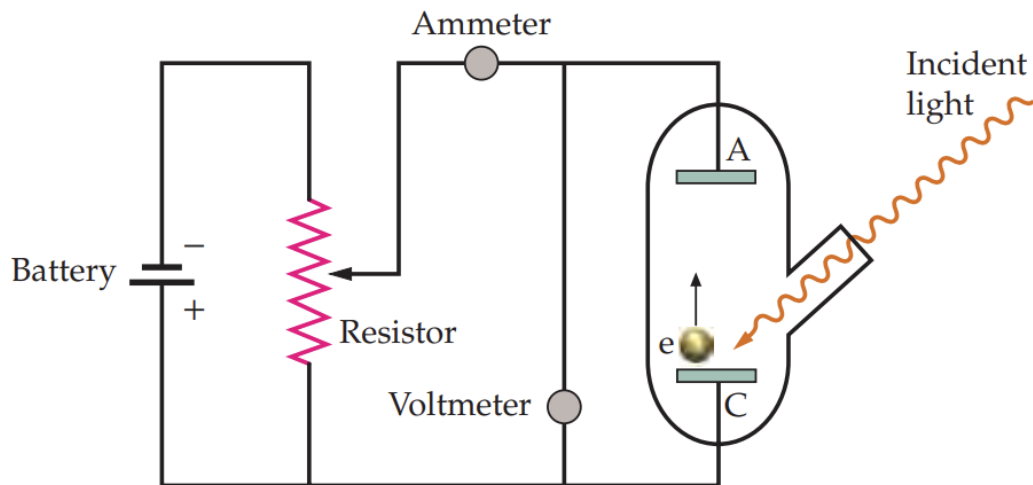 Ammeter
Incident
light
A
−
Battery
+
Resistor
e
Voltmeter
C